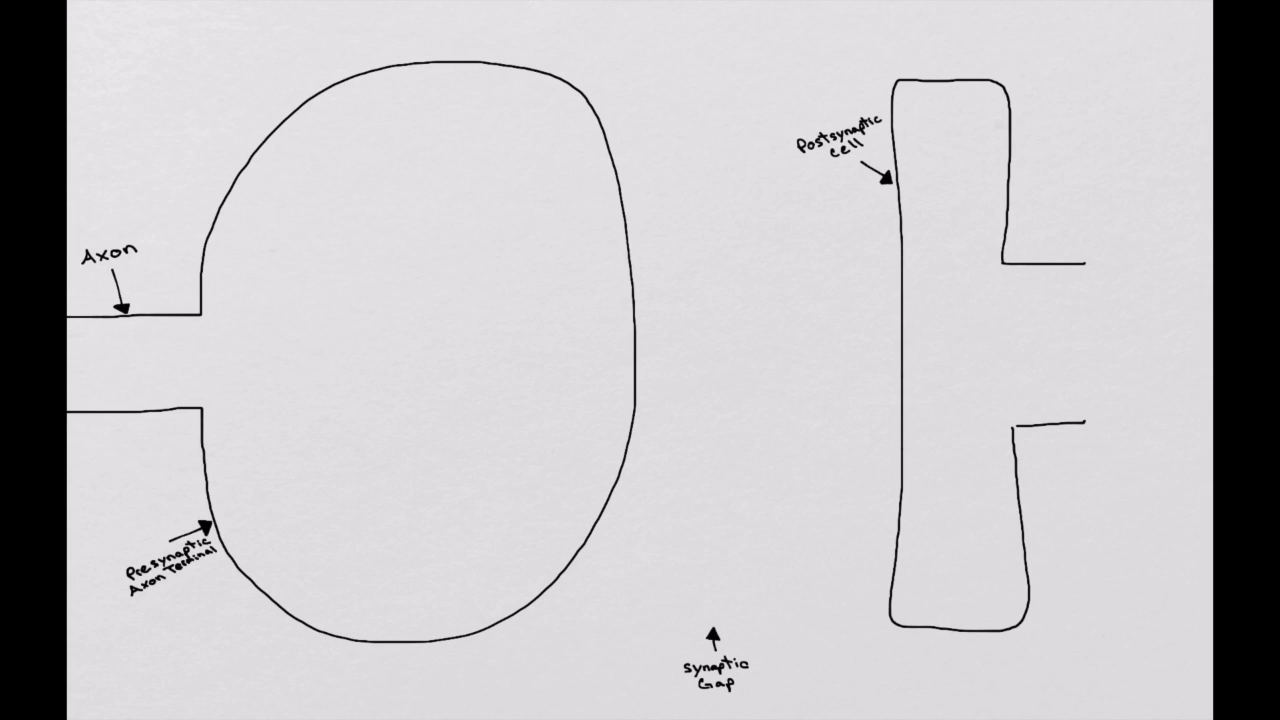 Postsynaptic
cell
Axon
Presynaptic
Axon Terminal
synaptic
Gap